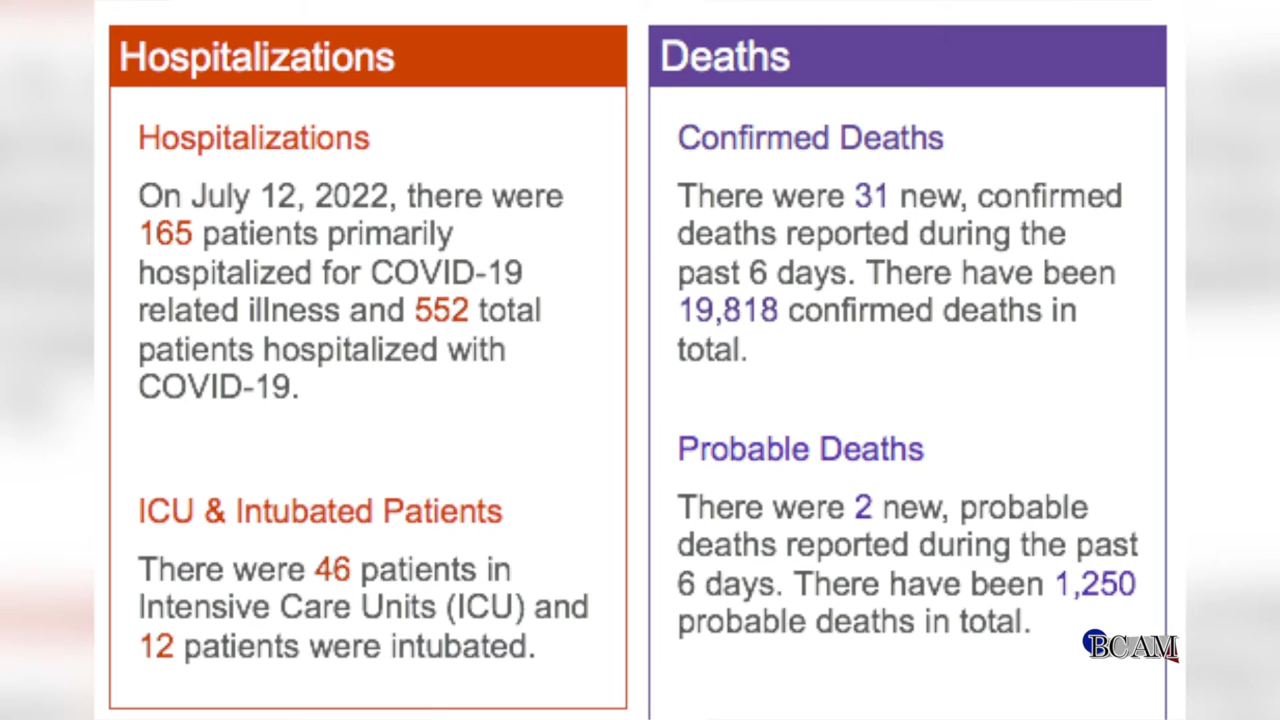 Hospitalizations
Hospitalizations
On July 12, 2022, there were
165 patients primarily
hospitalized for COVID-19
related illness and 552 total
patients hospitalized with
COVID-19.
ICU & Intubated Patients
There were 46 patients in
Intensive Care Units (ICU) and
12 patients were intubated.
Deaths
Confirmed Deaths
There were 31 new, confirmed
deaths reported during the
past 6 days. There have been
19,818 confirmed deaths in
total.
Probable Deaths
There were 2 new, probable
deaths reported during the past
6 days. There have been 1,250
probable deaths in total.
BCAM